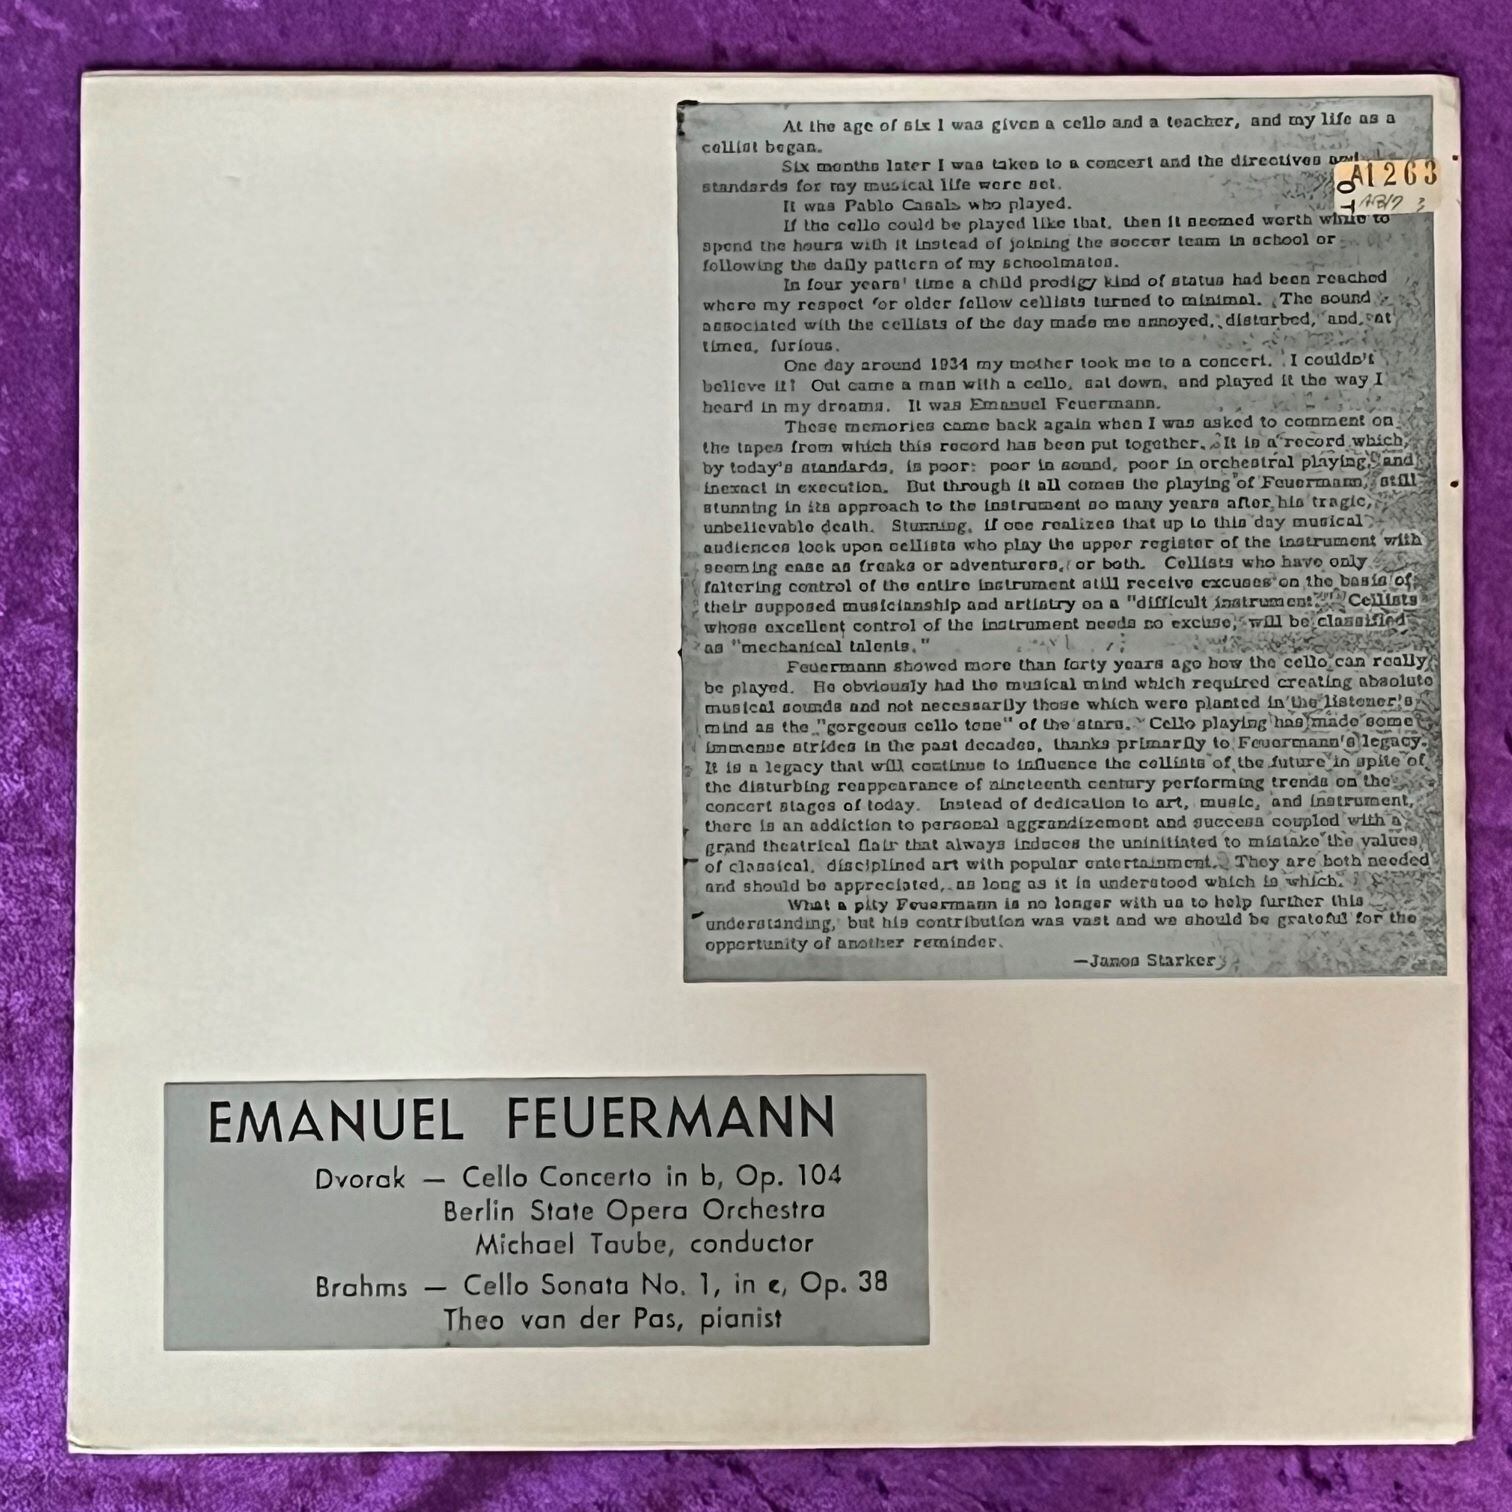 At the age of six I was given a cello and a teacher, and my life as a
cellist began.
Six months later I was taken to a concert and the directives and
standards for my musical life were set.
It was Pablo Casals who played.
If the cello could be played like that, then it seemed worth while to
spend the hours with it instead of joining the soccer team in school or
following the daily pattern of my schoolmates.
In four years' time a child prodigy kind of status had been reached
where my respect for older fellow cellists turned to minimal. The sound
associated with the cellists of the day made me annoyed, disturbed, and, at
times, furious.
One day around 1934 my mother took me to a concert. I couldn't
believe it! Out came a man with a cello, sat down, and played it the way I
heard in my dreams. It was Emanuel Feuermann.
These memories came back again when I was asked to comment on
the tapes from which this record has been put together. It is a record which,
by today's standards, is poor: poor in sound, poor in orchestral playing, and
inexact in execution. But through it all comes the playing of Feuermann, still
stunning in its approach to the instrument so many years after his tragic,
unbelievable death. Stunning, if one realizes that up to this day musical
audiences look upon cellists who play the upper register of the instrument with
seeming ease as freaks or adventurers, or both. Cellists who have only
faltering control of the entire instrument still receive excuses on the basis of
their supposed musicianship and artistry on a "difficult instrument." Cellists
whose excellent control of the instrument needs no excuse, will be classified
as "mechanical talents."
Feuermann showed more than forty years ago how the cello can really
be played. He obviously had the musical mind which required creating absolute
musical sounds and not necessarily those which were planted in the listener's
mind as the "gorgeous cello tone" of the stars. Cello playing has made some
immense strides in the past decades, thanks primarily to Feuermann's legacy.
It is a legacy that will continue to influence the cellists of the future in spite of
the disturbing reappearance of nineteenth century performing trends on the
concert stages of today. Instead of dedication to art, music, and instrument,
there is an addiction to personal aggrandizement and success coupled with a
grand theatrical flair that always induces the uninitiated to mistake the values
of classical, disciplined art with popular entertainment. They are both needed
and should be appreciated, as long as it is understood which is which.
What a pity Feuermann is no longer with us to help further this
understanding, but his contribution was vast and we should be grateful for the
opportunity of another reminder.
—Janos Starker
A1263
EMANUEL FEUERMANN
Dvorak — Cello Concerto in b, Op. 104
Berlin State Opera Orchestra
Michael Taube, conductor
Brahms — Cello Sonata No. 1, in e, Op. 38
Theo van der Pas, pianist